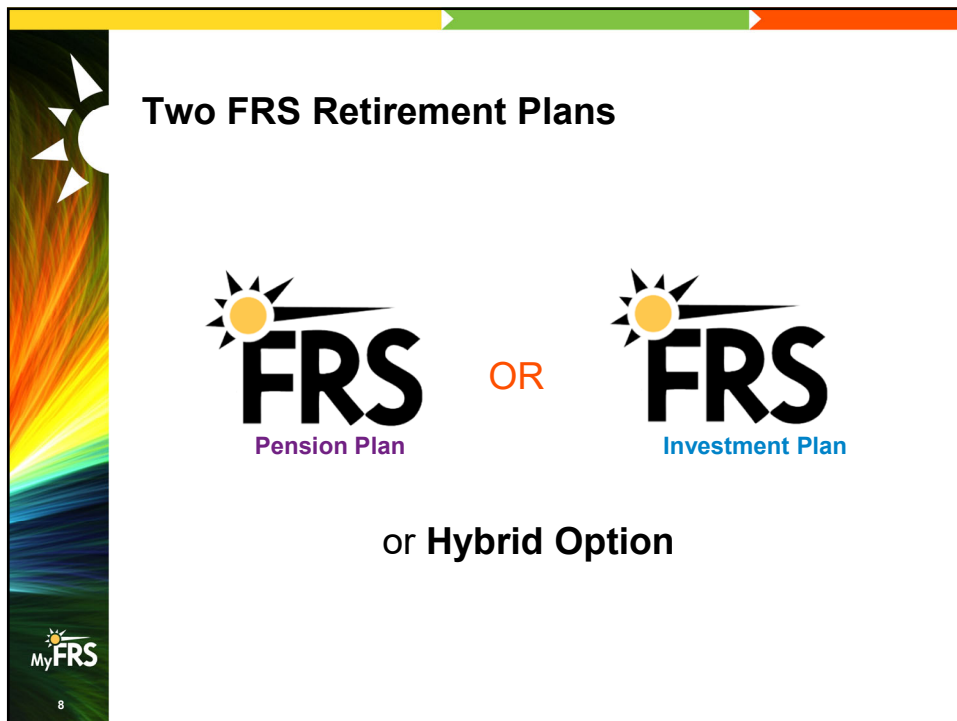 Two FRS Retirement Plans
FRS
Pension Plan
OR
FRS
Investment Plan
or Hybrid Option
MyFRS
8